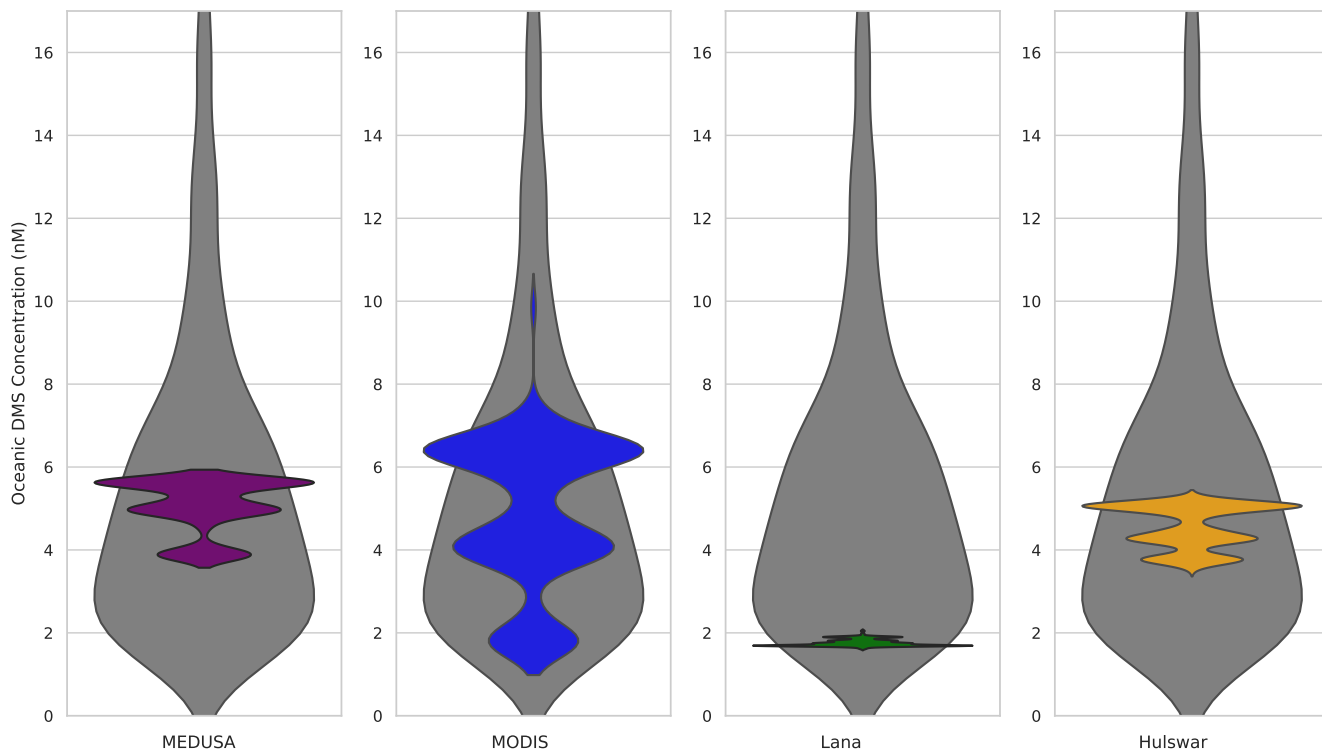 Oceanic DMS Concentration (nM)
16 16 16 16
14 14 14 14
12 12 12 12
10 10 10 10
8 8 8 8
6 6 6 6
4 4 4 4
2 2 2 2
0 0 0 0
MEDUSA MODIS Lana Hulswar